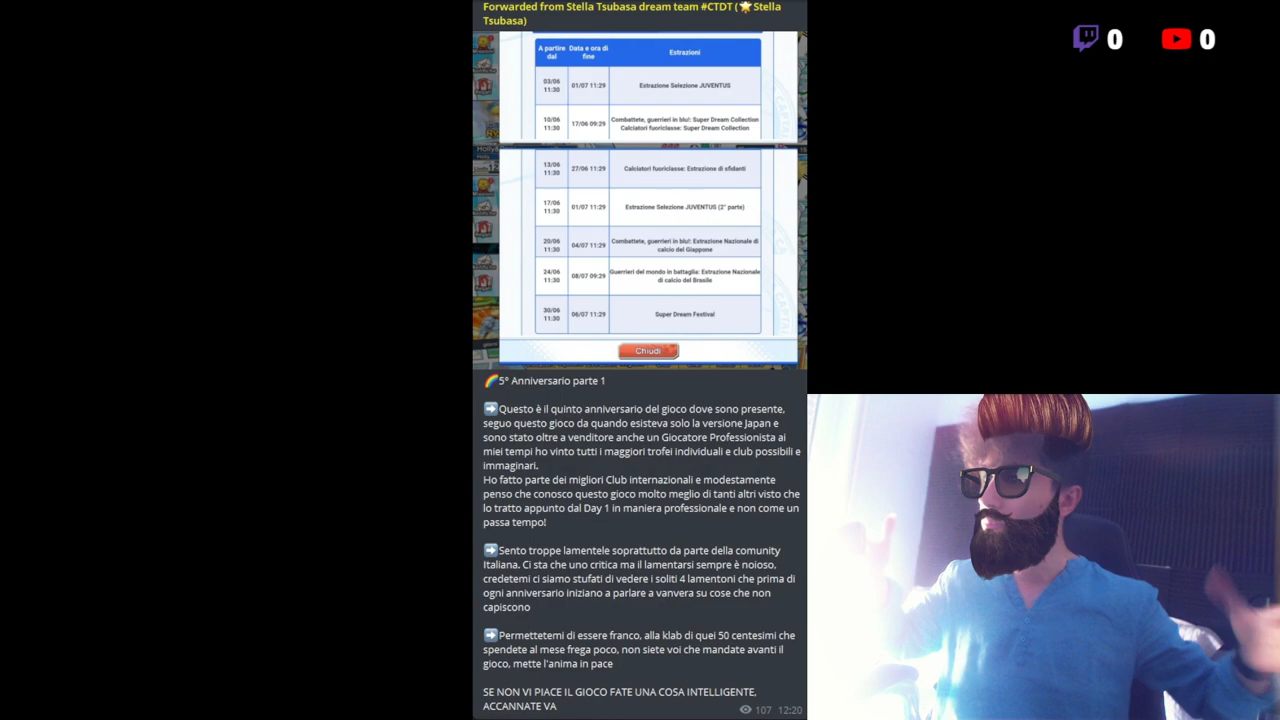 Forwarded from Stella Tsubasa dream team #CTDT (🌟Stella
Tsubasa)
0
0
A partire dal
Data e ora di fine
Estrazioni
03/06 11:30
01/07 11:29
Estrazione Selezione JUVENTUS
10/06 11:30
17/06 09:29
Combattete, guerrieri in blu!: Super Dream Collection
Calciatori fuoriclasse: Super Dream Collection
13/06 11:30
27/06 11:29
Calciatori fuoriclasse: Estrazione di sfidanti
17/06 11:30
01/07 11:29
Estrazione Selezione JUVENTUS (2° parte)
20/06 11:30
04/07 11:29
Combattete, guerrieri in blu!: Estrazione Nazionale di
calcio del Giappone
24/06 11:30
08/07 09:29
Guerrieri del mondo in battaglia: Estrazione Nazionale
di calcio del Brasile
30/06 11:30
06/07 11:29
Super Dream Festival
Chiudi
🌈5° Anniversario parte 1
➡️Questo è il quinto anniversario del gioco dove sono presente,
seguo questo gioco da quando esisteva solo la versione Japan e
sono stato oltre a venditore anche un Giocatore Professionista ai
miei tempi ho vinto tutti i maggiori trofei individuali e club possibili e
immaginari.
Ho fatto parte dei migliori Club internazionali e modestamente
penso che conosco questo gioco molto meglio di tanti altri visto che
lo tratto appunto dal Day 1 in maniera professionale e non come un
passa tempo!
➡️Sento troppe lamentele soprattutto da parte della comunity
Italiana. Ci sta che uno critica ma il lamentarsi sempre è noioso,
credetemi ci siamo stufati di vedere i soliti 4 lamentoni che prima di
ogni anniversario iniziano a parlare a vanvera su cose che non
capiscono
➡️Permettetemi di essere franco, alla klab di quei 50 centesimi che
spendete al mese frega poco, non siete voi che mandate avanti il
gioco, mette l'anima in pace
SE NON VI PIACE IL GIOCO FATE UNA COSA INTELLIGENTE,
ACCANNATE VA
107 12:20